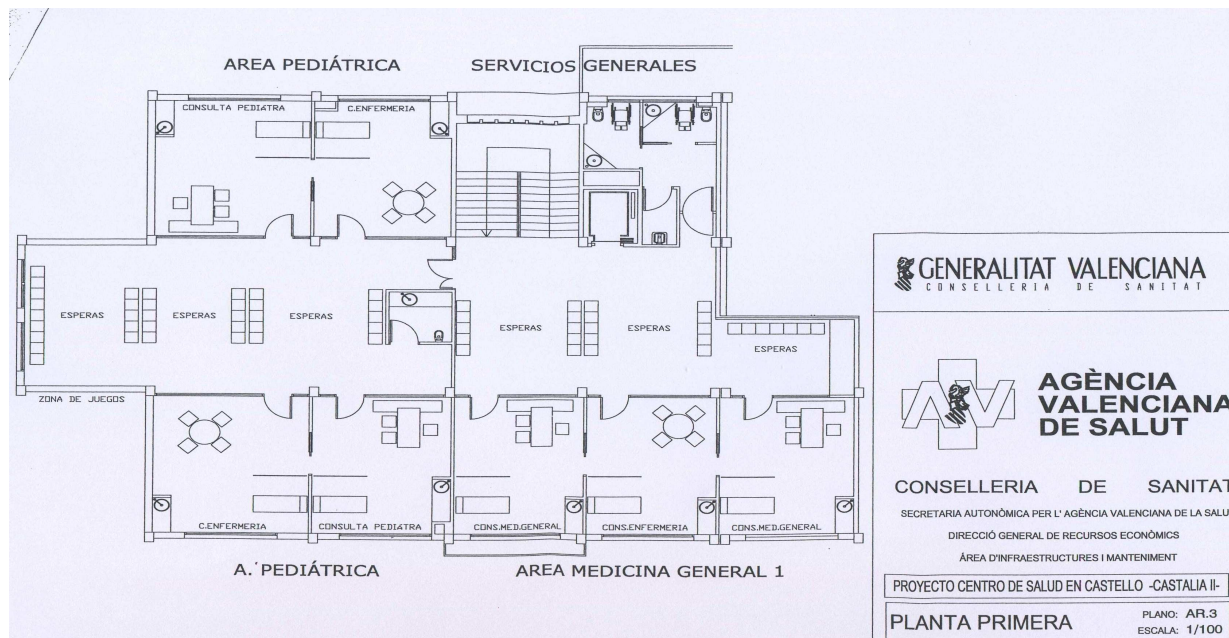 AREA PEDIÁTRICA
SERVICIOS GENERALES
CONSULTA PEDIÁTRA
C.ENFERMERIA
ESPERAS
ESPERAS
ESPERAS
ESPERAS
ESPERAS
ESPERAS
ZONA DE JUEGOS
C.ENFERMERIA
CONSULTA PEDIÁTRA
CONS.MED.GENERAL
CONS.ENFERMERIA
CONS.MED.GENERAL
A. PEDIÁTRICA
AREA MEDICINA GENERAL 1
GENERALITAT VALENCIANA
CONSELLERIA DE SANITAT
AGÈNCIA
VALENCIANA
DE SALUT
CONSELLERIA DE SANITAT
SECRETARIA AUTONÒMICA PER L' AGÈNCIA VALENCIANA DE LA SALU
DIRECCIÓ GENERAL DE RECURSOS ECONÒMICS
ÀREA D'INFRAESTRUCTURES I MANTENIMENT
PROYECTO CENTRO DE SALUD EN CASTELLO -CASTALIA II-
PLANTA PRIMERA
PLANO: AR.3
ESCALA: 1/100